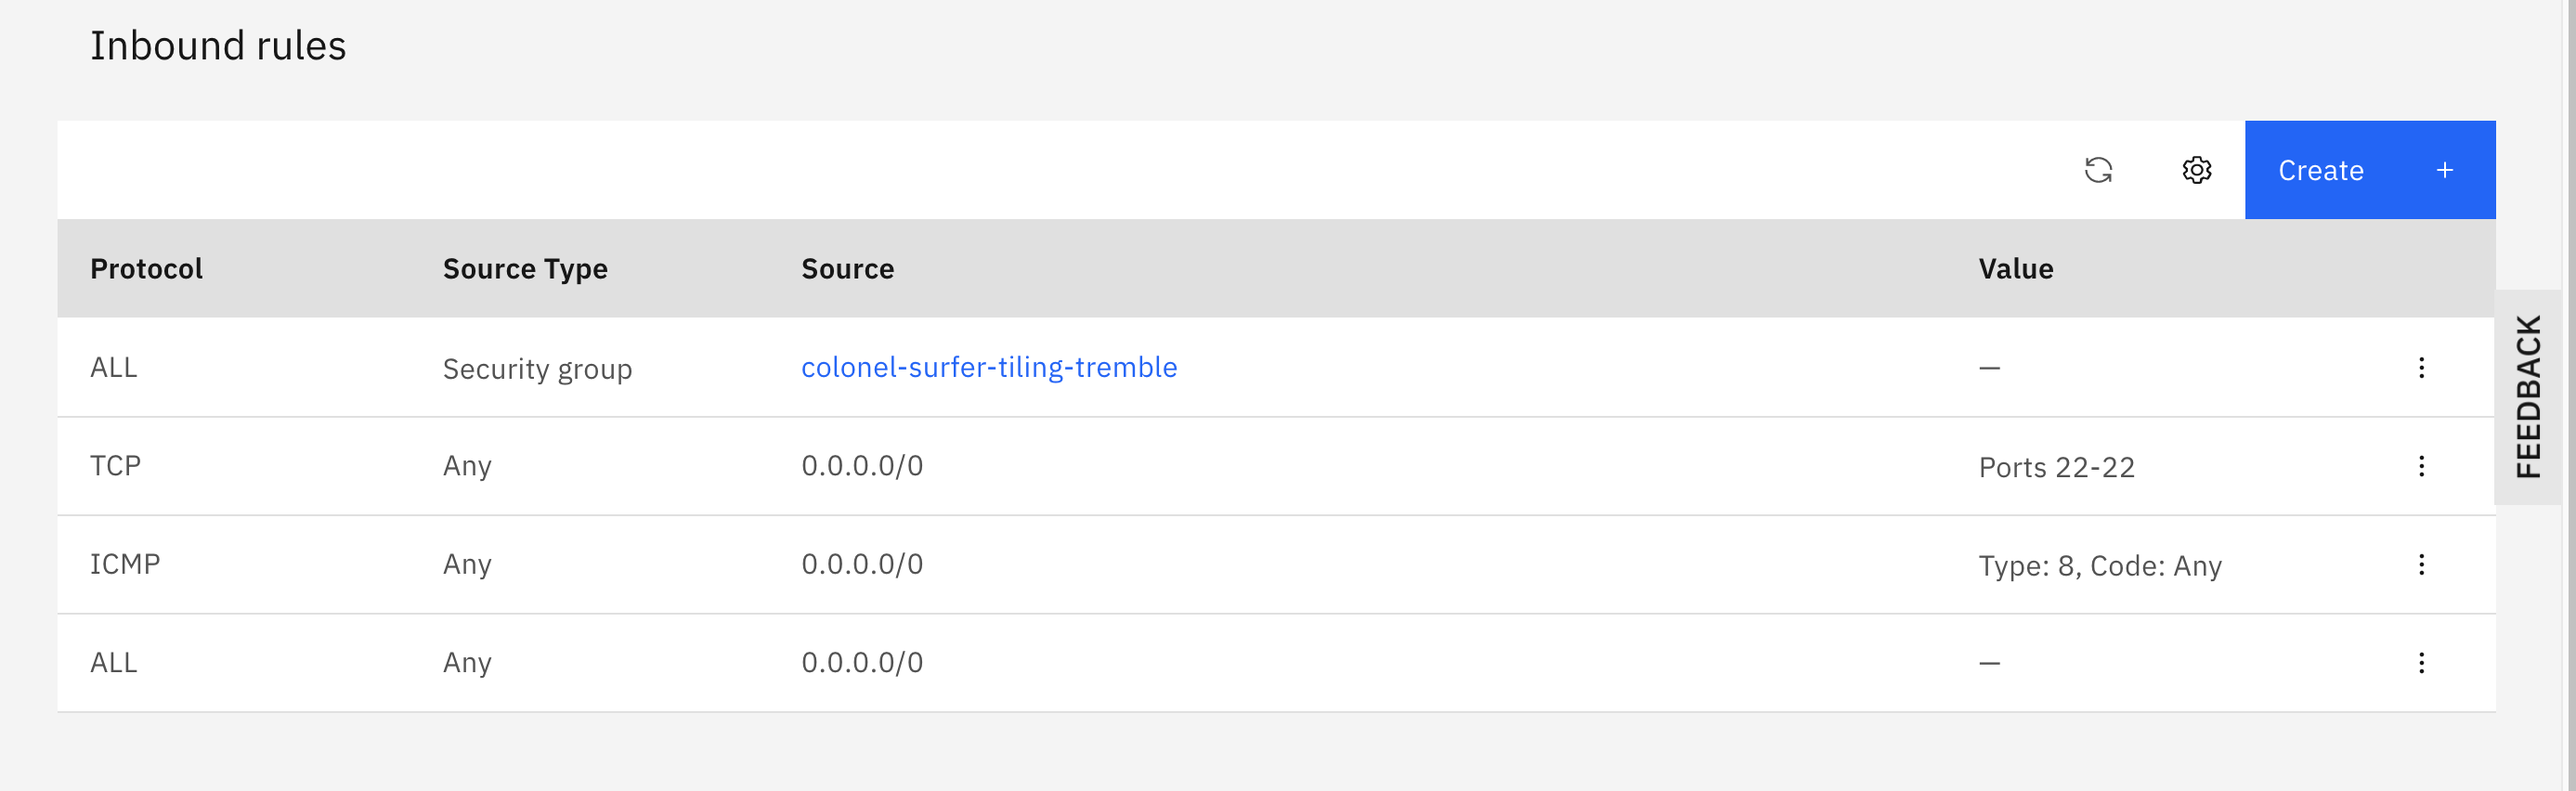 Inbound rules
Create +
Protocol Source Type Source Value
ALL Security group colonel-surfer-tiling-tremble —
TCP Any 0.0.0.0/0 Ports 22-22
ICMP Any 0.0.0.0/0 Type: 8, Code: Any
ALL Any 0.0.0.0/0 —
FEEDBACK